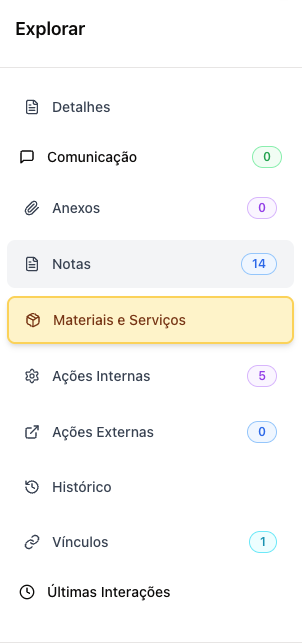 Explorar
Detalhes
Comunicação 0
Anexos 0
Notas 14
Materiais e Serviços
Ações Internas 5
Ações Externas 0
Histórico
Vínculos 1
Últimas Interações